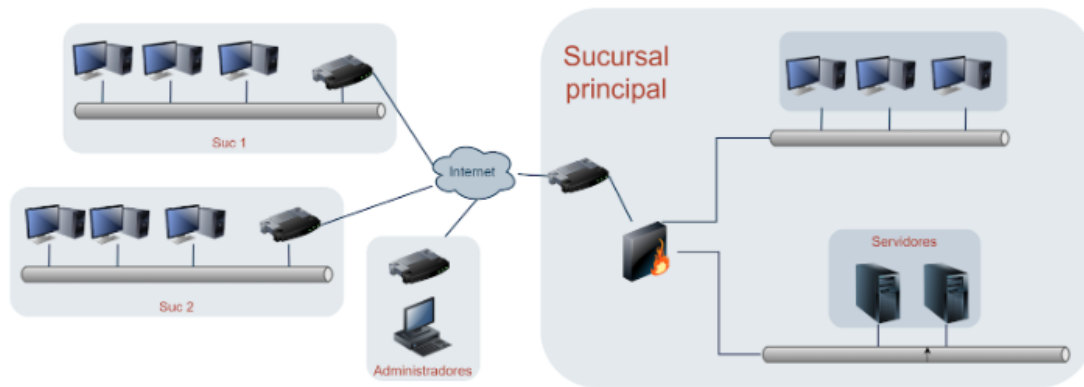 Suc 1
Suc 2
Internet
Administradores
Sucursal
principal
Servidores